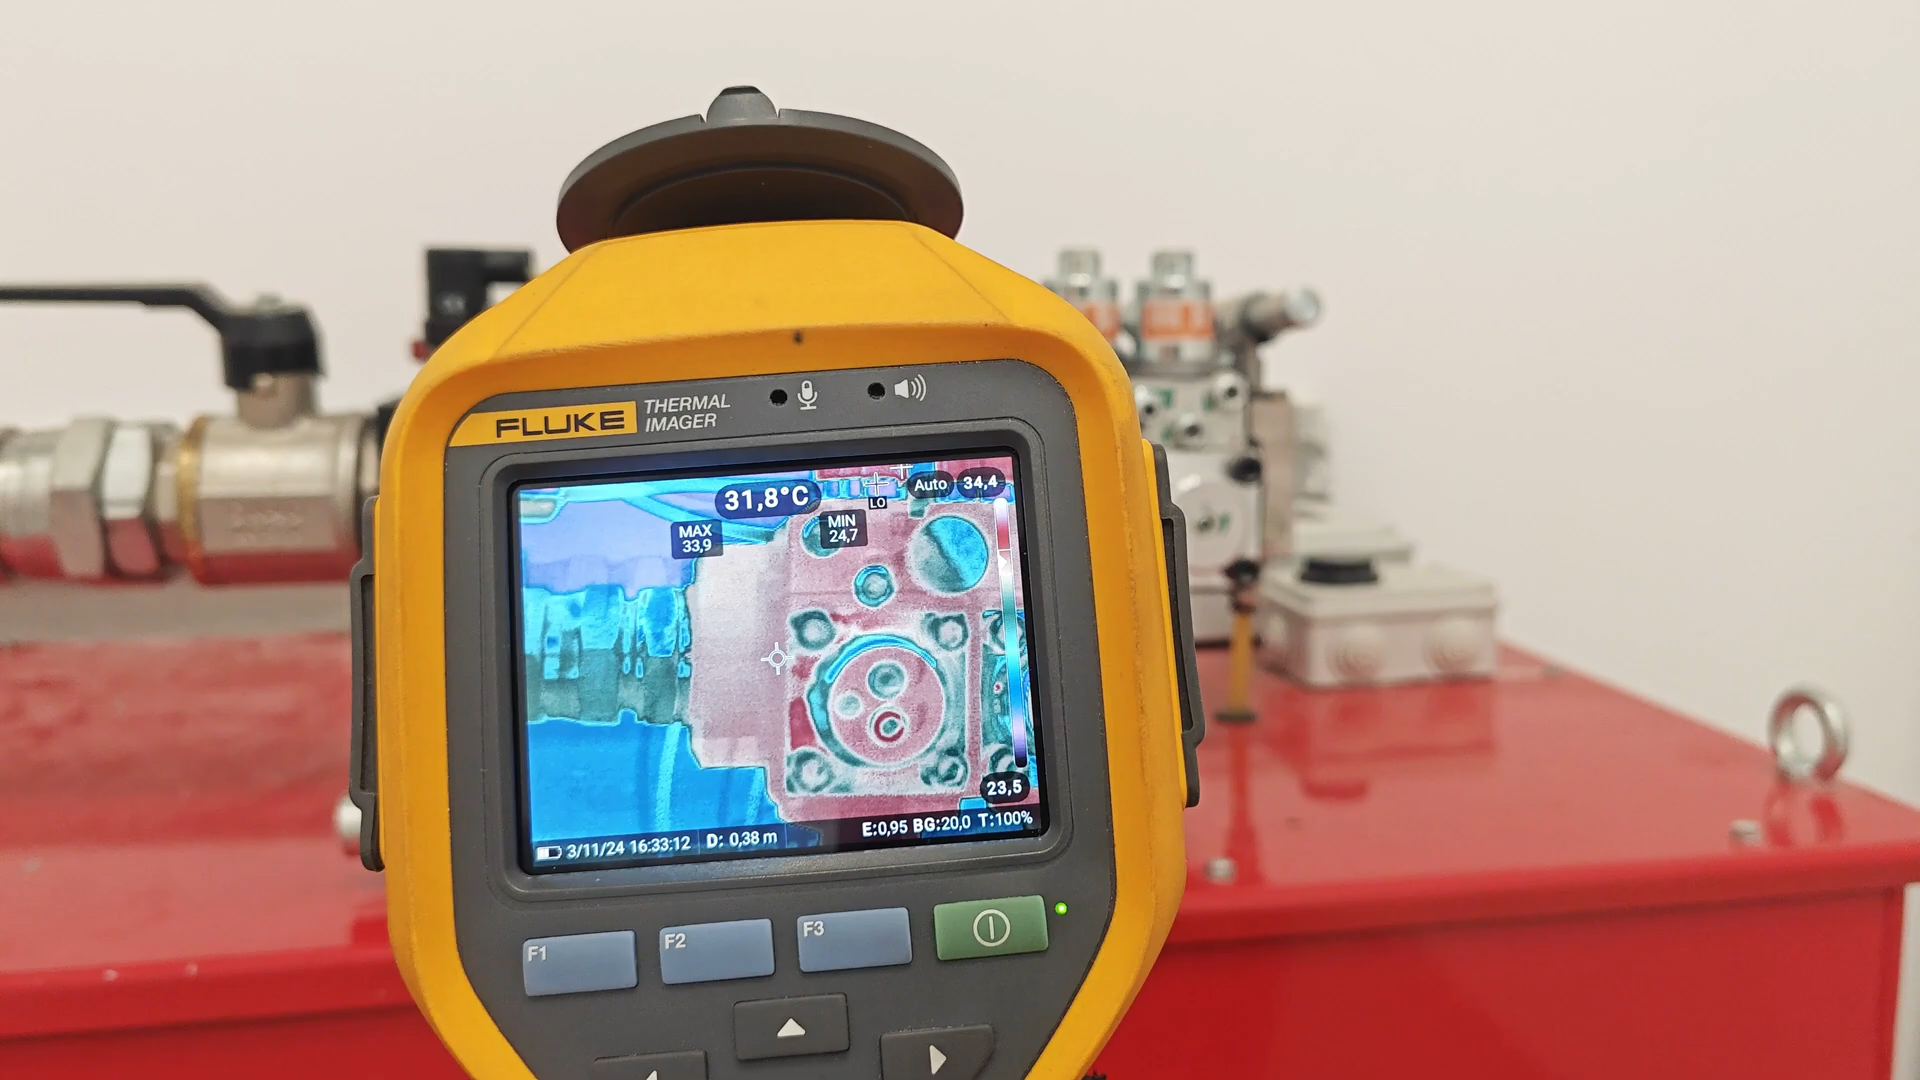 FLUKE
THERMAL
IMAGER
31,8°C
Auto
34,4
LO
MAX
33,9
MIN
24,7
23,5
E:0,95 BG:20,0 T:100%
3/11/24 16:33:12 D: 0,38 m
F1
F2
F3